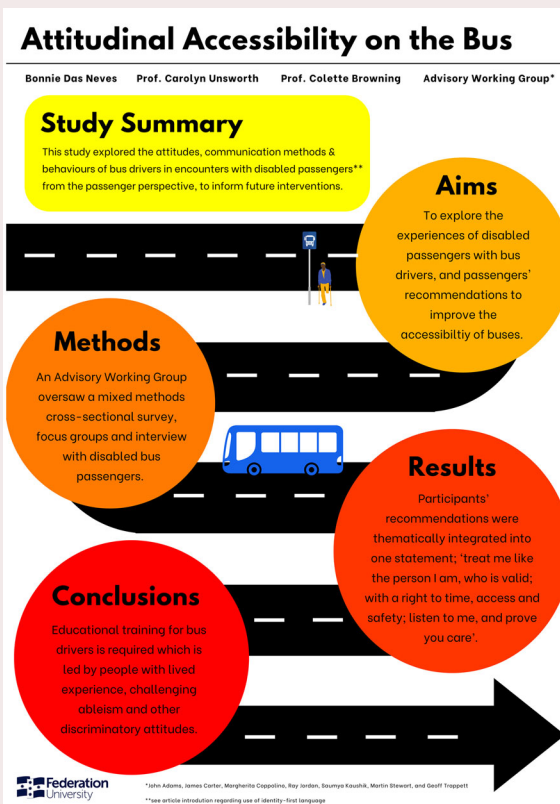 Attitudinal Accessibility on the Bus
Bonnie Das Neves Prof. Carolyn Unsworth Prof. Colette Browning Advisory Working Group*
Study Summary
This study explored the attitudes, communication methods &
behaviours of bus drivers in encounters with disabled passengers**
from the passenger perspective, to inform future interventions.
Aims
To explore the
experiences of disabled
passengers with bus
drivers, and passengers'
recommendations to
improve the
accessibiltiy of buses.
Methods
An Advisory Working Group
oversaw a mixed methods
cross-sectional survey,
focus groups and interview
with disabled bus
passengers.
Results
Participants'
recommendations were
thematically integrated into
one statement; 'treat me like
the person I am, who is valid;
with a right to time, access and
safety; listen to me, and prove
you care'.
Conclusions
Educational training for bus
drivers is required which is
led by people with lived
experience, challenging
ableism and other
discriminatory attitudes.
Federation
University
*John Adams, James Carter, Margherita Coppolino, Ray Jordan, Saumya Kaushik, Martin Stewart, and Geoff Trappett
**see article introdution regarding use of identity-first language